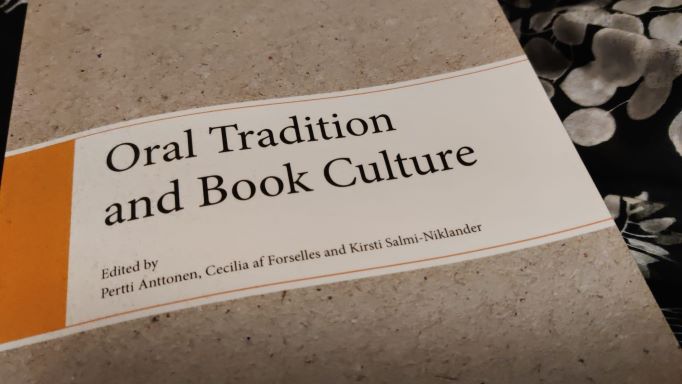 Oral Tradition
and Book Culture
Edited by
Pertti Anttonen, Cecilia af Forselles and Kirsti Salmi-Niklander